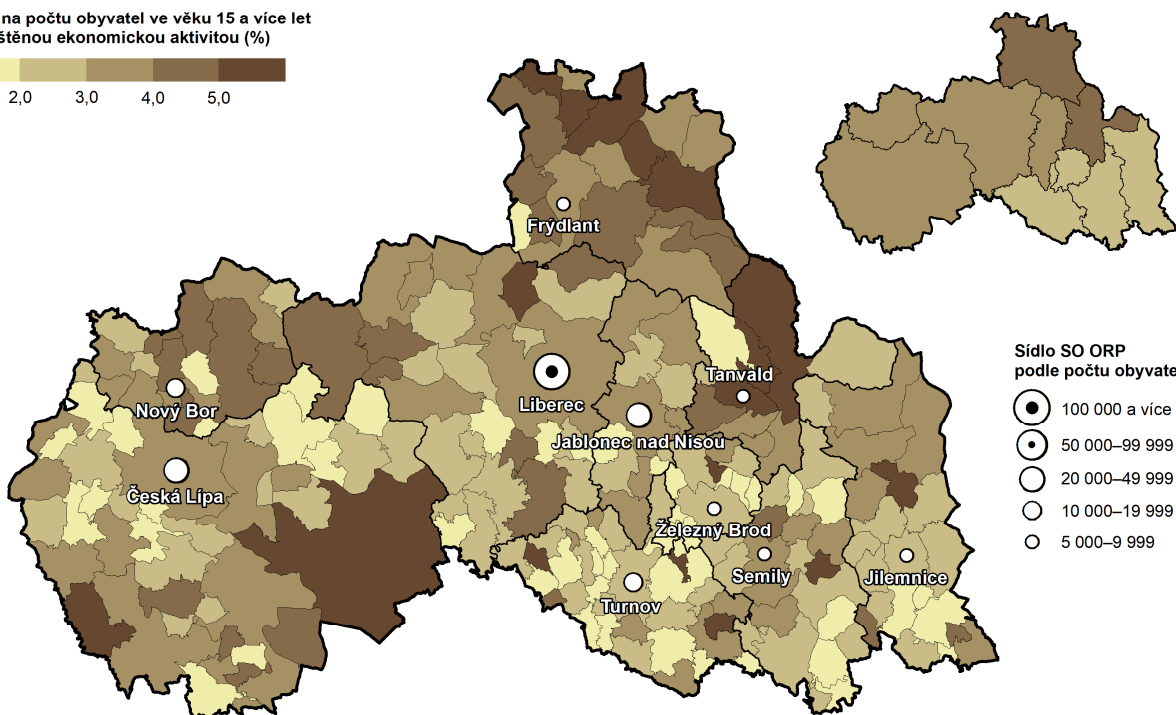 na počtu obyvatel ve věku 15 a více let
štěnou ekonomickou aktivitou (%)
2,0 3,0 4,0 5,0
Frýdlant
Nový Bor
Liberec
Tanvald
Jablonec nad Nisou
Česká Lípa
Železný Brod
Semily
Jilemnice
Turnov
Sídlo SO ORP
podle počtu obyvate
100 000 a více
50 000–99 999
20 000–49 999
10 000–19 999
5 000–9 999